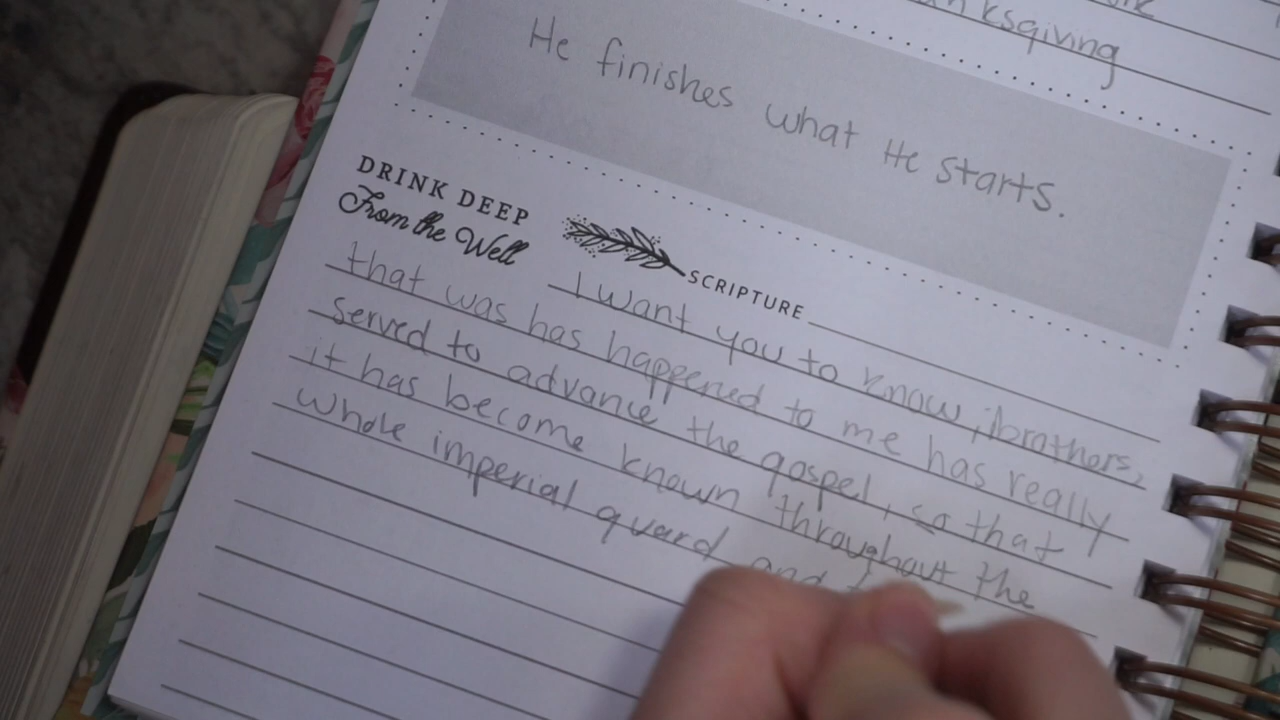 ksgiving
He finishes what He starts.
DRINK DEEP
From the Well
SCRIPTURE
I want you to know, brothers,
that was has happened to me has really
served to advance the gospel, so that
it has become known throughout the
whole imperial guard and